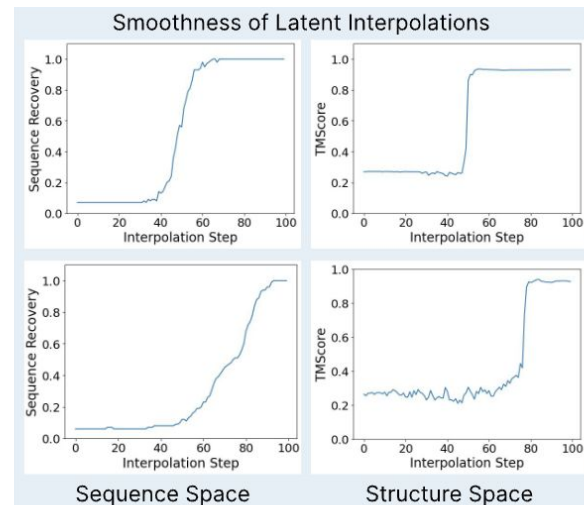 Smoothness of Latent Interpolations
1.0
0.8
0.6
0.4
0.2
0.0
Sequence Recovery
0 20 40 60 80 100
Interpolation Step
1.0
0.8
0.6
0.4
0.2
0.0
TMScore
0 20 40 60 80 100
Interpolation Step
1.0
0.8
0.6
0.4
0.2
0.0
Sequence Recovery
0 20 40 60 80 100
Interpolation Step
1.0
0.8
0.6
0.4
0.2
0.0
TMScore
0 20 40 60 80 100
Interpolation Step
Sequence Space
Structure Space